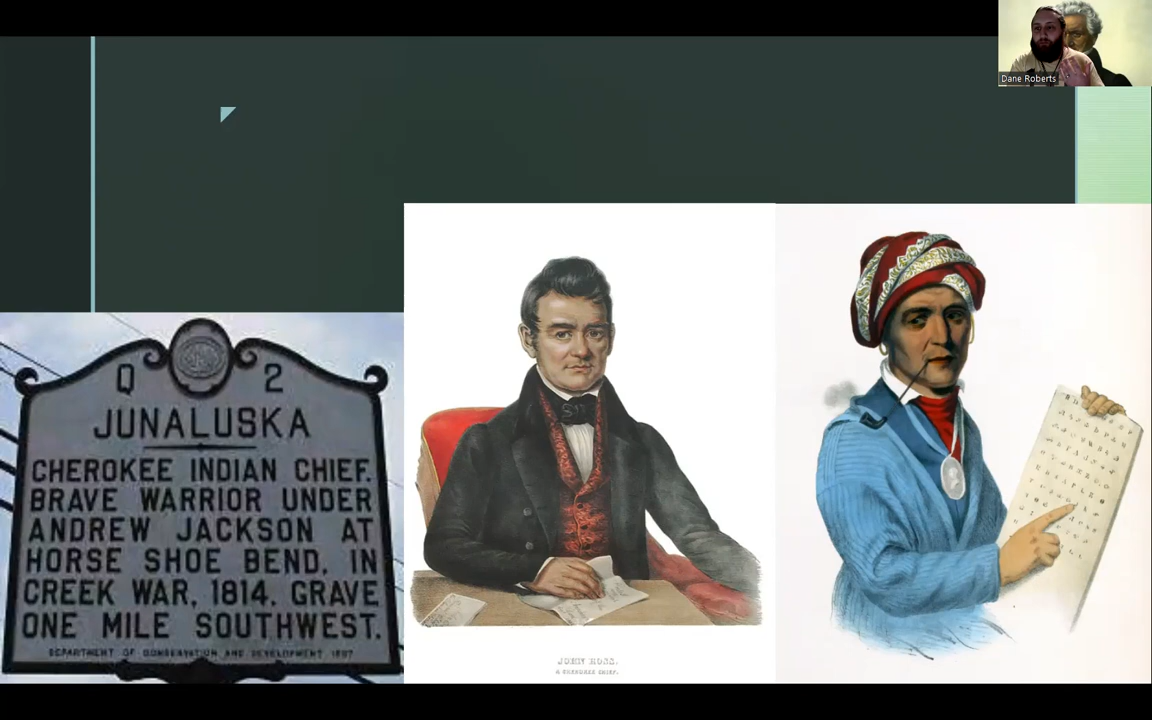 Dane Roberts
Q 2
JUNALUSKA
CHEROKEE INDIAN CHIEF.
BRAVE WARRIOR UNDER
ANDREW JACKSON AT
HORSE SHOE BEND, IN
CREEK WAR, 1814. GRAVE
ONE MILE SOUTHWEST.
DEPARTMENT OF CONSERVATION AND DEVELOPMENT
JOHN ROSS.
A CHEROKEE CHIEF.